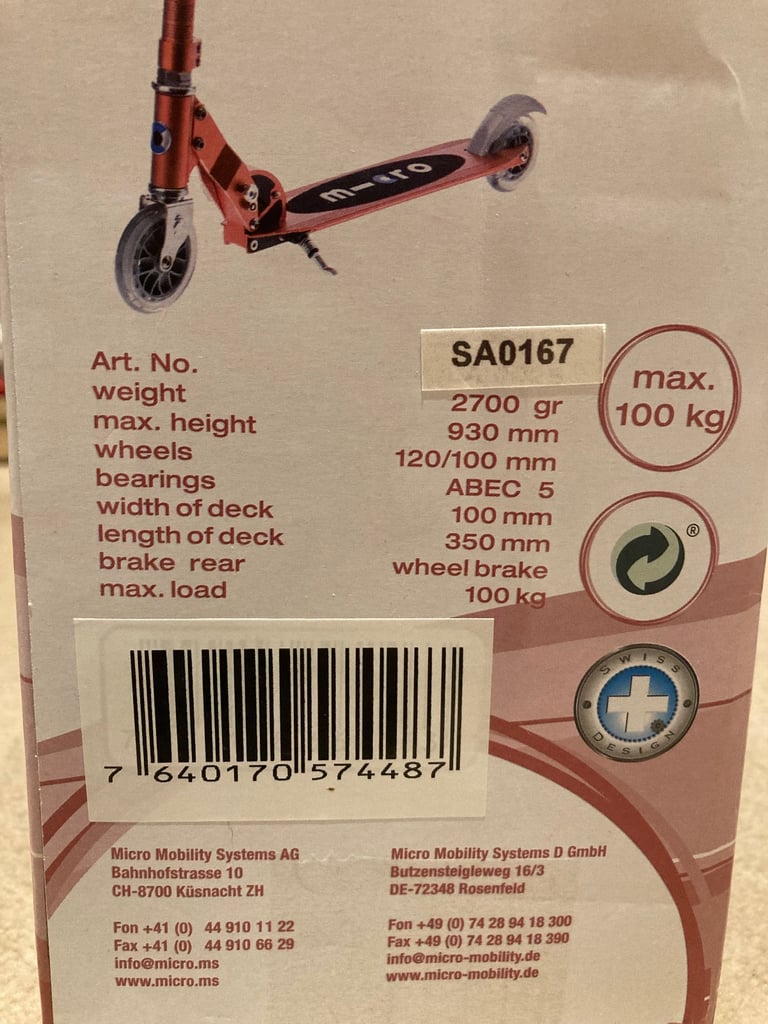 micro
Art. No. SA0167
weight 2700 gr
max. height 930 mm
wheels 120/100 mm
bearings ABEC 5
width of deck 100 mm
length of deck 350 mm
brake rear wheel brake
max. load 100 kg
max.
100 kg
®
SWISS
DESIGN
7 640170 574487
Micro Mobility Systems AG
Bahnhofstrasse 10
CH-8700 Küsnacht ZH
Fon +41 (0) 44 910 11 22
Fax +41 (0) 44 910 66 29
info@micro.ms
www.micro.ms
Micro Mobility Systems D GmbH
Butzensteigleweg 16/3
DE-72348 Rosenfeld
Fon +49 (0) 74 28 94 18 300
Fax +49 (0) 74 28 94 18 390
info@micro-mobility.de
www.micro-mobility.de